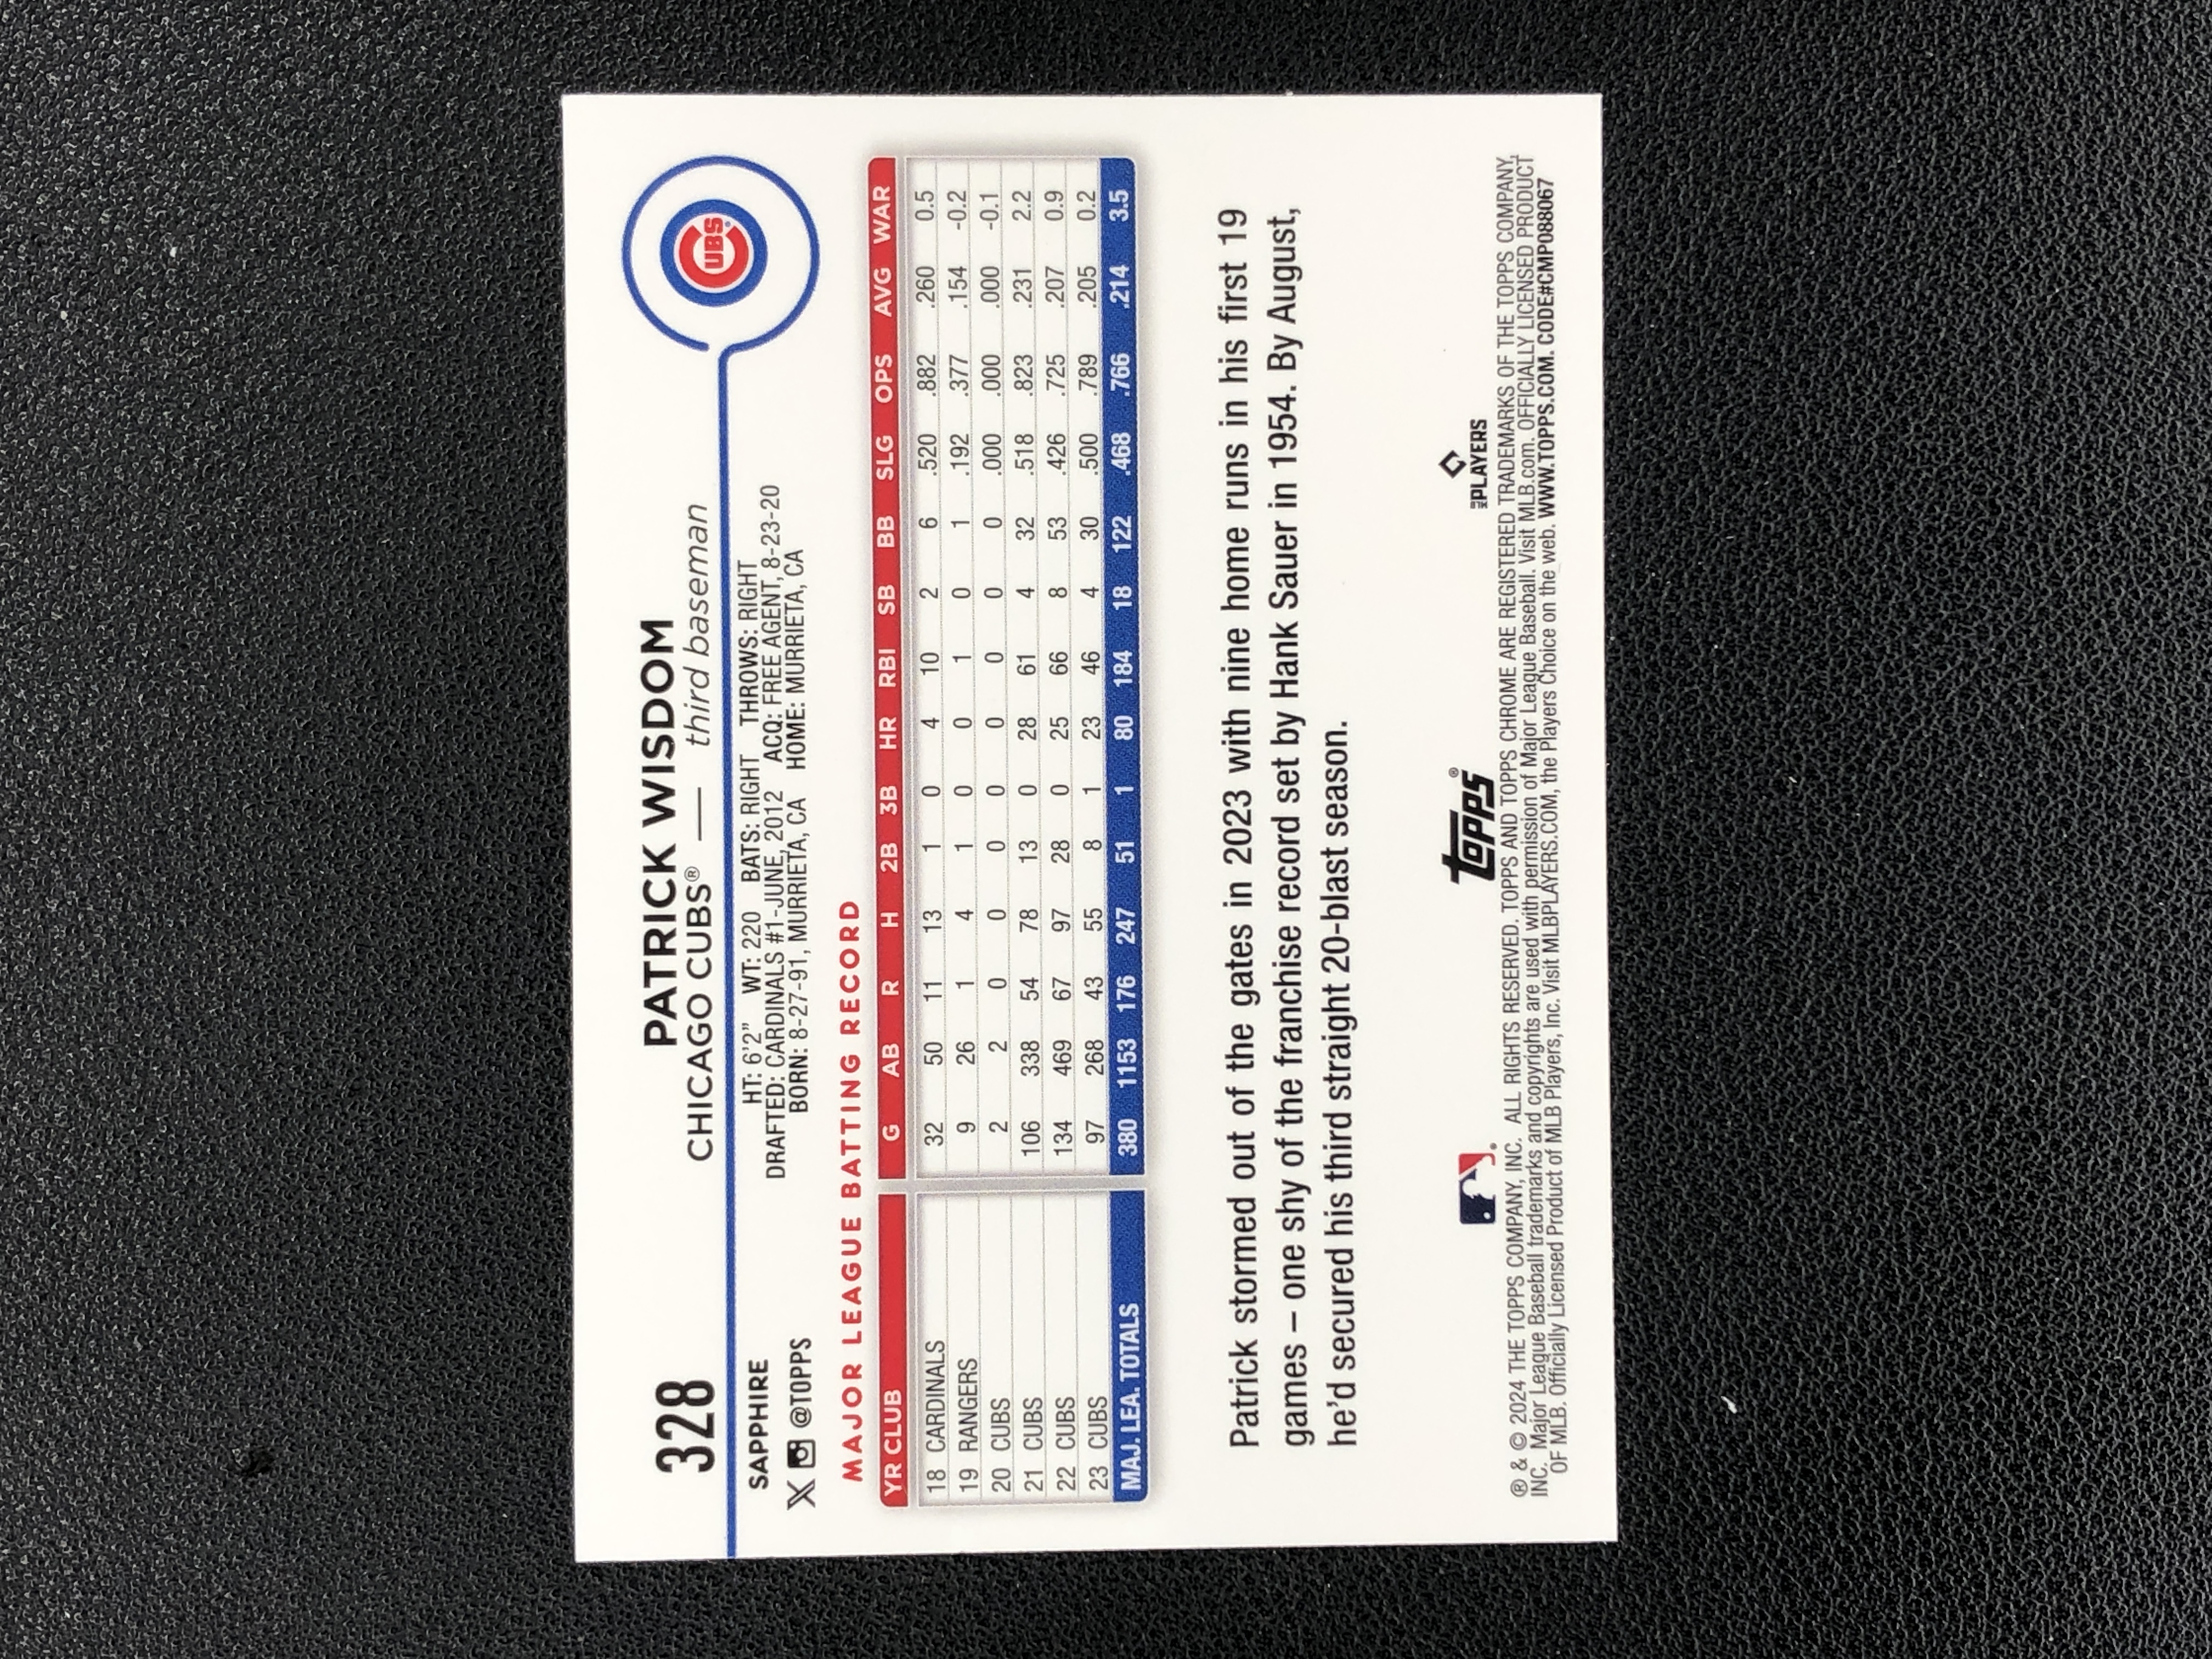 328
PATRICK WISDOM
CHICAGO CUBS® — third baseman
CUBS
SAPPHIRE
X @TOPPS
HT: 6'2" WT: 220 BATS: RIGHT THROWS: RIGHT
DRAFTED: CARDINALS #1-JUNE, 2012 ACQ: FREE AGENT, 8-23-20
BORN: 8-27-91, MURRIETA, CA HOME: MURRIETA, CA
MAJOR LEAGUE BATTING RECORD
YR CLUB G AB R H 2B 3B HR RBI SB BB SLG OPS AVG WAR
18 CARDINALS 32 50 11 13 1 0 4 10 2 6 .520 .882 .260 0.5
19 RANGERS 9 26 1 4 1 0 0 1 0 1 .192 .377 .154 -0.2
20 CUBS 2 2 0 0 0 0 0 0 0 0 .000 .000 .000 -0.1
21 CUBS 106 338 54 78 13 0 28 61 4 32 .518 .823 .231 2.2
22 CUBS 134 469 67 97 28 0 25 66 8 53 .426 .725 .207 0.9
23 CUBS 97 268 43 55 8 1 23 46 4 30 .500 .789 .205 0.2
MAJ. LEA. TOTALS 380 1153 176 247 51 1 80 184 18 122 .468 .766 .214 3.5
Patrick stormed out of the gates in 2023 with nine home runs in his first 19
games – one shy of the franchise record set by Hank Sauer in 1954. By August,
he'd secured his third straight 20-blast season.
topps®
PLAYERS
® & © 2024 THE TOPPS COMPANY, INC. ALL RIGHTS RESERVED. TOPPS AND TOPPS CHROME ARE REGISTERED TRADEMARKS OF THE TOPPS COMPANY,
INC. Major League Baseball trademarks and copyrights are used with permission of Major League Baseball. Visit MLB.com. OFFICIALLY LICENSED PRODUCT
OF MLB. Officially Licensed Product of MLB Players, Inc. Visit MLBPLAYERS.COM, the Players Choice on the web. WWW.TOPPS.COM. CODE#CMP088067